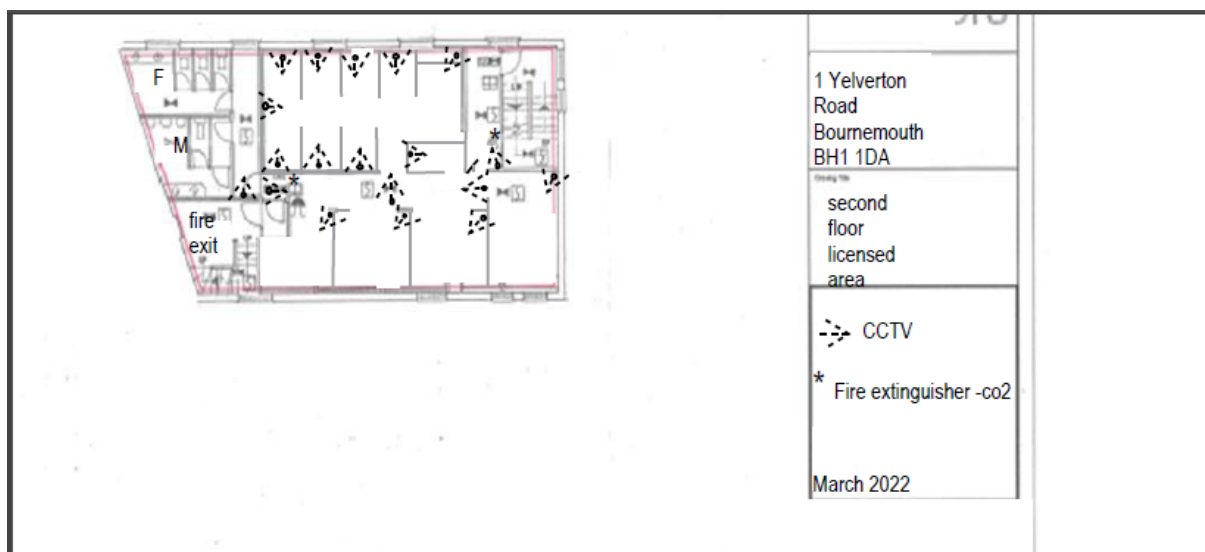 F
M
fire
exit
*
*
1 Yelverton
Road
Bournemouth
BH1 1DA
second
floor
licensed
area
CCTV
* Fire extinguisher -co2
March 2022